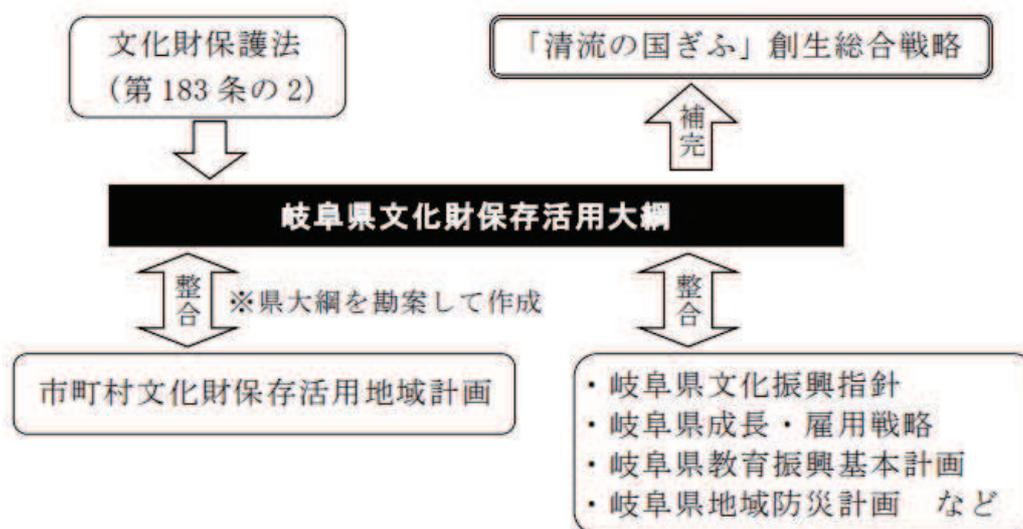 文化財保護法
(第 183 条の 2)
「清流の国ぎふ」創生総合戦略
補完
岐阜県文化財保存活用大綱
整合
※県大綱を勘案して作成
整合
市町村文化財保存活用地域計画
・岐阜県文化振興指針
・岐阜県成長・雇用戦略
・岐阜県教育振興基本計画
・岐阜県地域防災計画 など